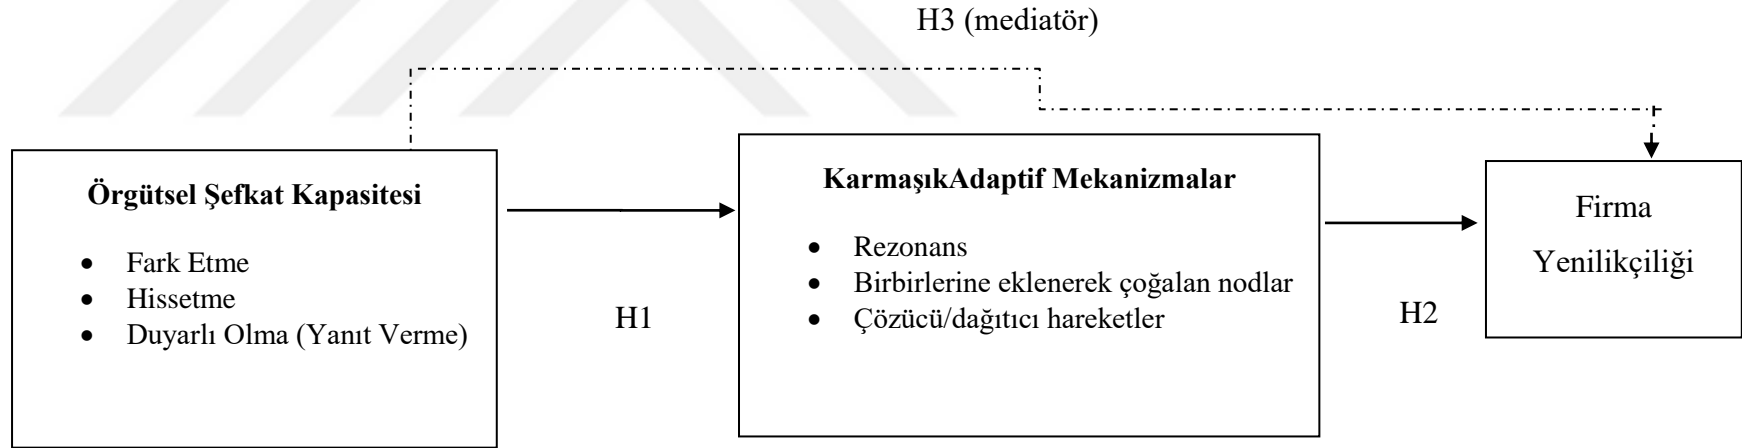 H3 (mediatör)
Örgütsel Şefkat Kapasitesi
• Fark Etme
• Hissetme
• Duyarlı Olma (Yanıt Verme)
H1
KarmaşıkAdaptif Mekanizmalar
• Rezonans
• Birbirlerine eklenerek çoğalan nodlar
• Çözücü/dağıtıcı hareketler
H2
Firma
Yenilikçiliği